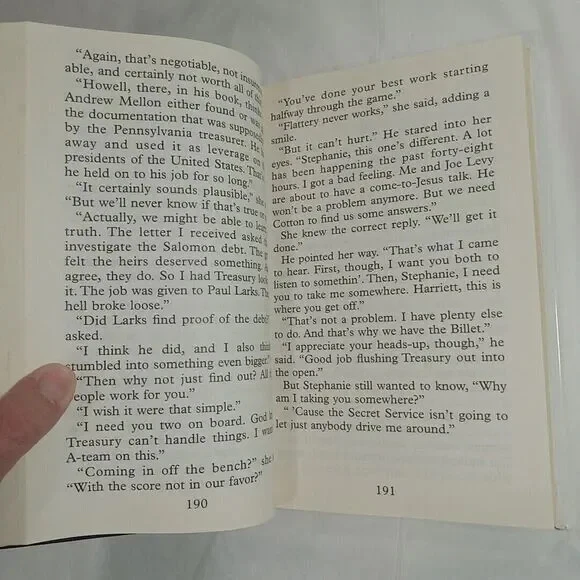 “Again, that’s negotiable, not
able, and certainly not worth all of
“Howell, there, in his book,
Andrew Mellon either found or was
the documentation that was supposed
by the Pennsylvania treasurer. He
away and used it as leverage on
presidents of the United States. That’s
he held on to his job for so long.”
“It certainly sounds plausible,”
“But we’ll never know if that’s true or
“Actually, we might be able to learn
truth. The letter I received asked
investigate the Salomon debt. The
felt the heirs deserved something.
agree, they do. So I had Treasury look
it. The job was given to Paul Larks. The
hell broke loose.”
“Did Larks find proof of the debt?”
asked.
“I think he did, and I also think
stumbled into something even bigger.”
“Then why not just find out? All
people work for you.”
“I wish it were that simple.”
“I need you two on board. God
Treasury can’t handle things. I want
A-team on this.”
“Coming in off the bench?” she
“With the score not in our favor?”
190
“You’ve done your best work starting
halfway through the game.”
“Flattery never works,” she said, adding a
smile.
“But it can’t hurt.” He stared into her
eyes. “Stephanie, this one’s different. A lot
has been happening the past forty-eight
hours. I got a bad feeling. Me and Joe Levy
are about to have a come-to-Jesus talk. He
won’t be a problem anymore. But we need
Cotton to find us some answers.”
She knew the correct reply. “We’ll get it
done.”
He pointed her way. “That’s what I came
to hear. First, though, I want you both to
listen to somethin’. Then, Stephanie, I need
you to take me somewhere. Harriett, this is
where you get off.”
“That’s not a problem. I have plenty else
to do. And that’s why we have the Billet.”
“I appreciate your heads-up, though,” he
said. “Good job flushing Treasury out into
the open.”
But Stephanie still wanted to know, “Why
am I taking you somewhere?”
“ ’Cause the Secret Service isn’t going to
let just anybody drive me around.”
191